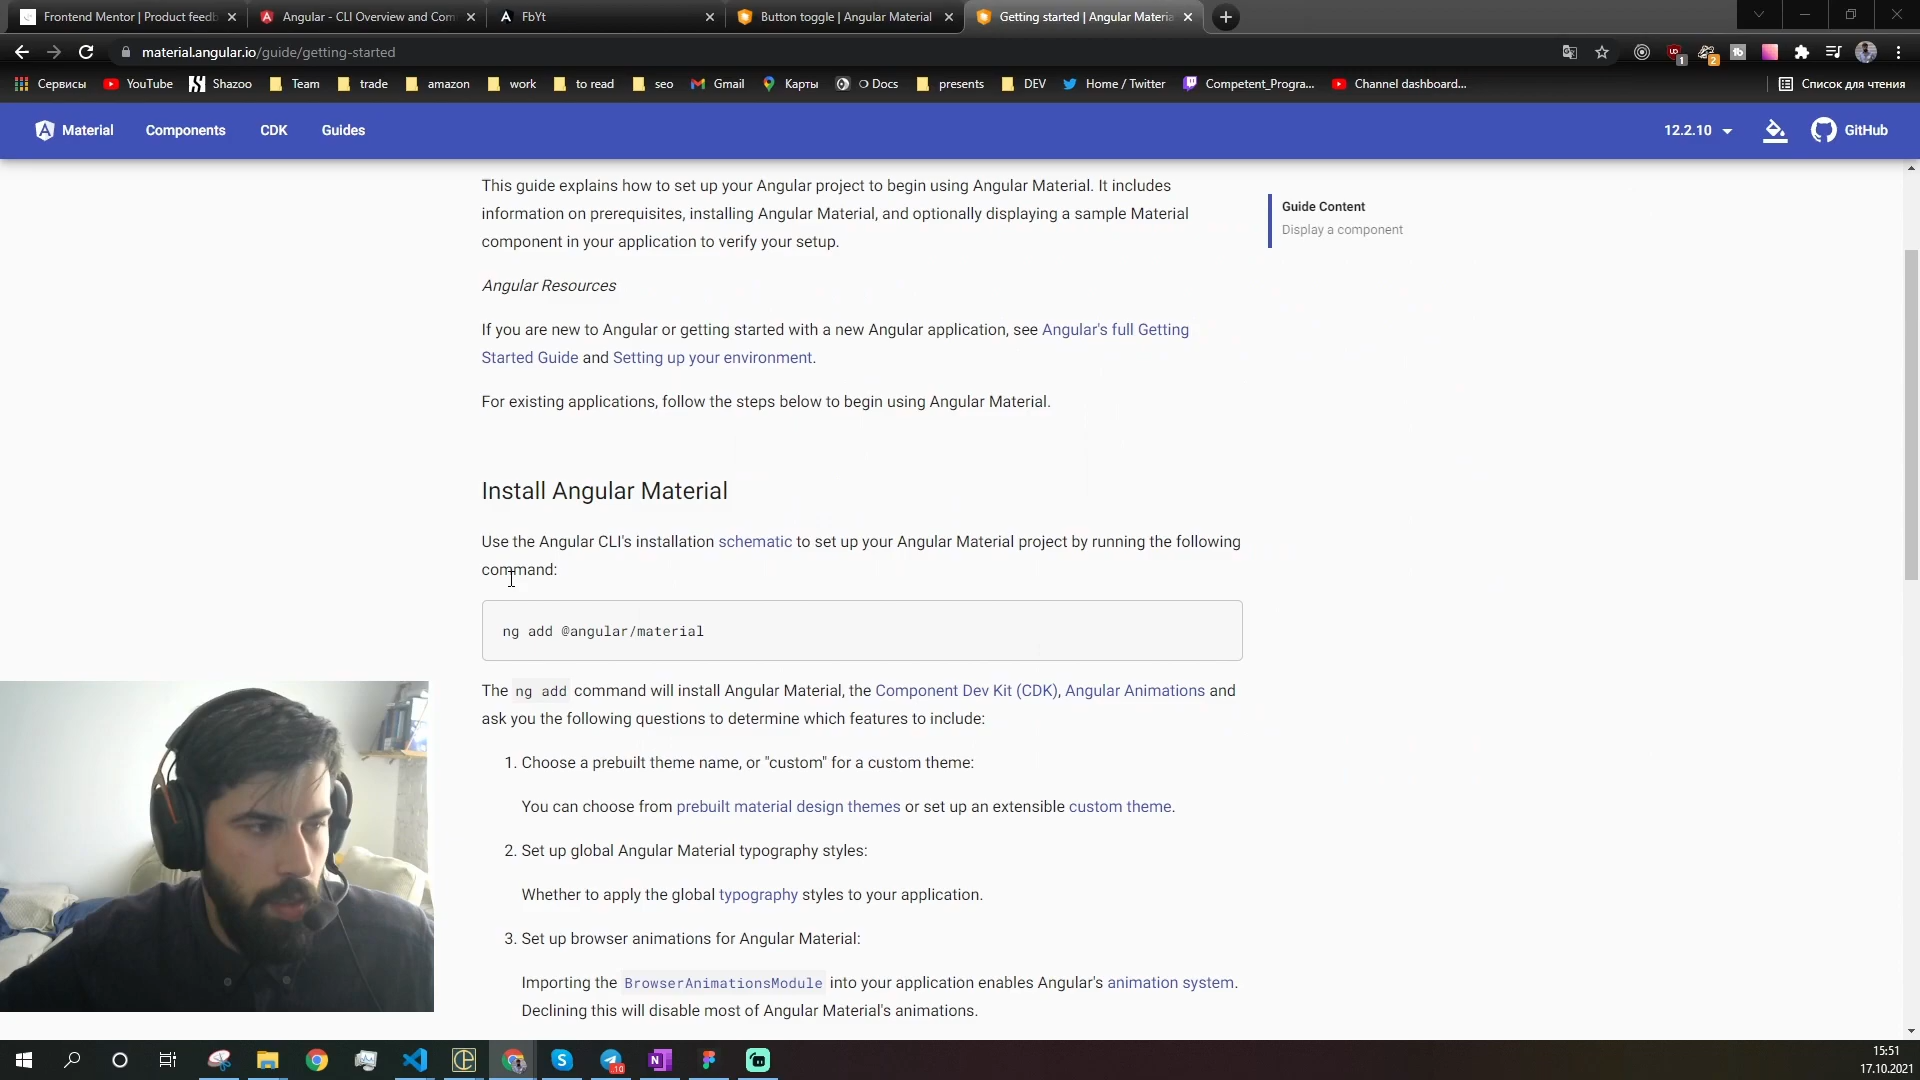 Frontend Mentor | Product feedb
Angular - CLI Overview and Com
FbYt
Button toggle | Angular Material
Getting started | Angular Materia
material.angular.io/guide/getting-started
Сервисы
YouTube
Shazoo
Team
trade
amazon
work
to read
seo
Gmail
Карты
Docs
presents
DEV
Home / Twitter
Competent_Progra...
Channel dashboard...
Список для чтения
Material
Components
CDK
Guides
12.2.10
GitHub
This guide explains how to set up your Angular project to begin using Angular Material. It includes
information on prerequisites, installing Angular Material, and optionally displaying a sample Material
component in your application to verify your setup.
Guide Content
Display a component
Angular Resources
If you are new to Angular or getting started with a new Angular application, see Angular's full Getting
Started Guide and Setting up your environment.
For existing applications, follow the steps below to begin using Angular Material.
Install Angular Material
Use the Angular CLI's installation schematic to set up your Angular Material project by running the following
command:
ng add @angular/material
The ng add command will install Angular Material, the Component Dev Kit (CDK), Angular Animations and
ask you the following questions to determine which features to include:
1. Choose a prebuilt theme name, or "custom" for a custom theme:
You can choose from prebuilt material design themes or set up an extensible custom theme.
2. Set up global Angular Material typography styles:
Whether to apply the global typography styles to your application.
3. Set up browser animations for Angular Material:
Importing the BrowserAnimationsModule into your application enables Angular's animation system.
Declining this will disable most of Angular Material's animations.
15:51
17.10.2021